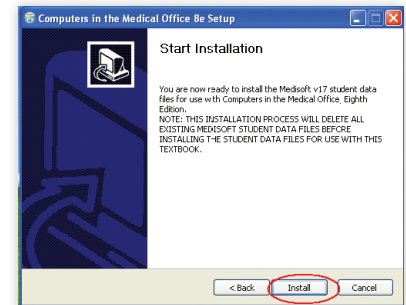 Computers in the Medical Office 8e Setup
Start Installation
You are now ready to install the Medisoft v17 student data
files for use with Computers in the Medical Office, Eighth
Edition.
NOTE: THIS INSTALLATION PROCESS WILL DELETE ALL
EXISTING MEDISOFT STUDENT DATA FILES BEFORE
INSTALLING THE STUDENT DATA FILES FOR USE WITH THIS
TEXTBOOK.
< Back
Install
Cancel